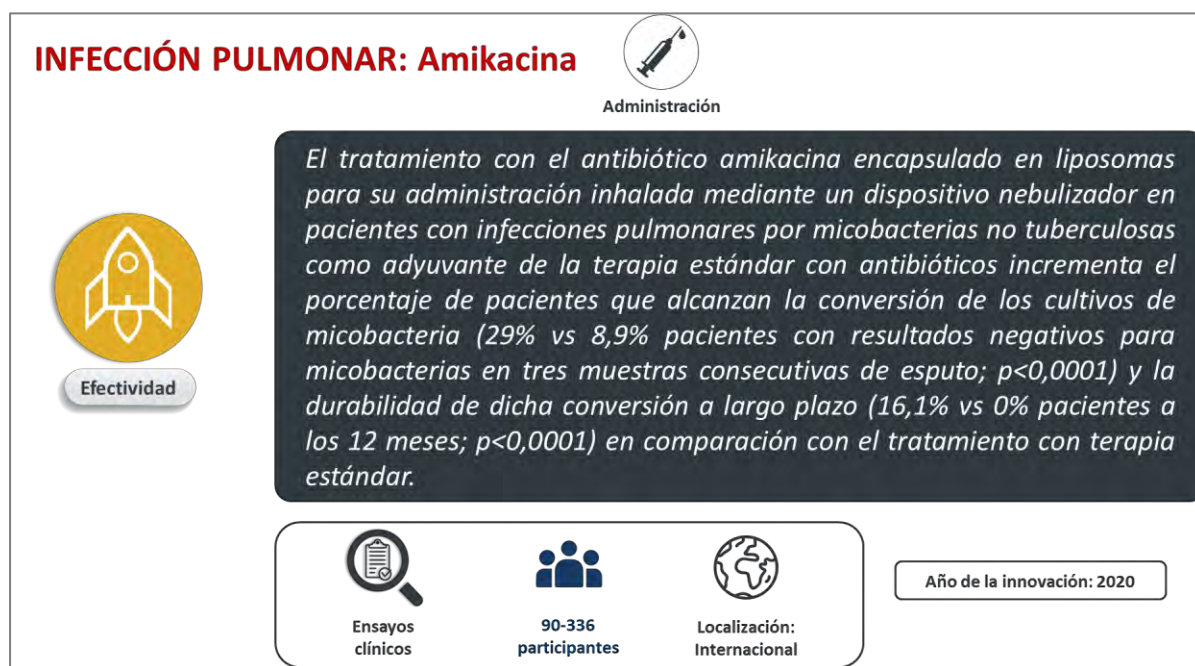 INFECCIÓN PULMONAR: Amikacina
Administración
El tratamiento con el antibiótico amikacina encapsulado en liposomas
para su administración inhalada mediante un dispositivo nebulizador en
pacientes con infecciones pulmonares por micobacterias no tuberculosas
como adyuvante de la terapia estándar con antibióticos incrementa el
porcentaje de pacientes que alcanzan la conversión de los cultivos de
micobacteria (29% vs 8,9% pacientes con resultados negativos para
micobacterias en tres muestras consecutivas de esputo; p<0,0001) y la
durabilidad de dicha conversión a largo plazo (16,1% vs 0% pacientes a
los 12 meses; p<0,0001) en comparación con el tratamiento con terapia
estándar.
Efectividad
Ensayos
clínicos
90-336
participantes
Localización:
Internacional
Año de la innovación: 2020